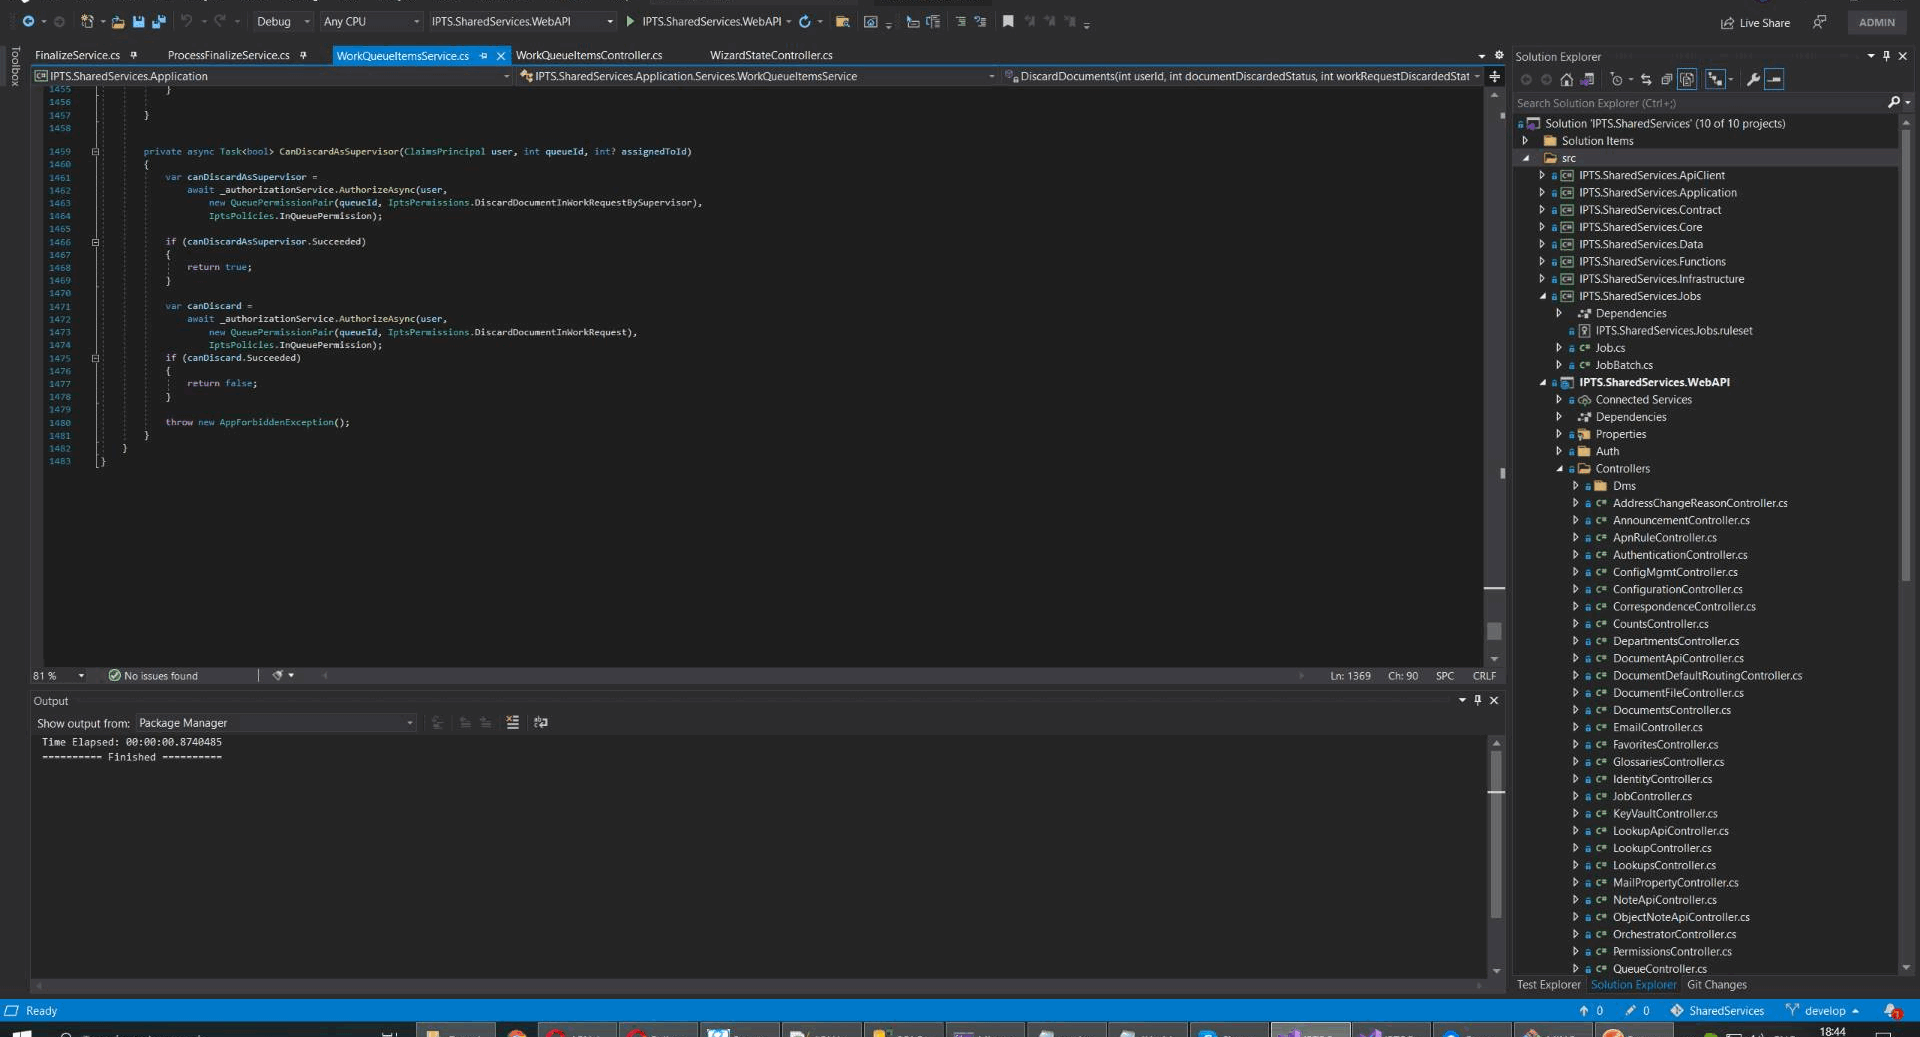 Debug
Any CPU
IPTS.SharedServices.WebAPI
IPTS.SharedServices.WebAPI
Live Share
ADMIN
Toolbox
FinalizeService.cs
ProcessFinalizeService.cs
WorkQueueItemsService.cs
WorkQueueItemsController.cs
WizardStateController.cs
IPTS.SharedServices.Application
IPTS.SharedServices.Application.Services.WorkQueueItemsService
DiscardDocuments(int userId, int documentDiscardedStatus, int workRequestDiscardedStat
1455 }
1456
1457 }
1458
1459 private async Task<bool> CanDiscardAsSupervisor(ClaimsPrincipal user, int queueId, int? assignedToId)
1460 {
1461 var canDiscardAsSupervisor =
1462 await _authorizationService.AuthorizeAsync(user,
1463 new QueuePermissionPair(queueId, IptsPermissions.DiscardDocumentInWorkRequestBySupervisor),
1464 IptsPolicies.InQueuePermission);
1465
1466 if (canDiscardAsSupervisor.Succeeded)
1467 {
1468 return true;
1469 }
1470
1471 var canDiscard =
1472 await _authorizationService.AuthorizeAsync(user,
1473 new QueuePermissionPair(queueId, IptsPermissions.DiscardDocumentInWorkRequest),
1474 IptsPolicies.InQueuePermission);
1475 if (canDiscard.Succeeded)
1476 {
1477 return false;
1478 }
1479
1480 throw new AppForbiddenException();
1481 }
1482 }
1483 }
81 %
No issues found
Ln: 1369
Ch: 90
SPC
CRLF
Output
Show output from: Package Manager
Time Elapsed: 00:00:00.8740485
========== Finished ==========
Solution Explorer
Search Solution Explorer (Ctrl+;)
Solution 'IPTS.SharedServices' (10 of 10 projects)
Solution Items
src
IPTS.SharedServices.ApiClient
IPTS.SharedServices.Application
IPTS.SharedServices.Contract
IPTS.SharedServices.Core
IPTS.SharedServices.Data
IPTS.SharedServices.Functions
IPTS.SharedServices.Infrastructure
IPTS.SharedServices.Jobs
Dependencies
IPTS.SharedServices.Jobs.ruleset
Job.cs
JobBatch.cs
IPTS.SharedServices.WebAPI
Connected Services
Dependencies
Properties
Auth
Controllers
Dms
AddressChangeReasonController.cs
AnnouncementController.cs
ApnRuleController.cs
AuthenticationController.cs
ConfigMgmtController.cs
ConfigurationController.cs
CorrespondenceController.cs
CountsController.cs
DepartmentsController.cs
DocumentApiController.cs
DocumentDefaultRoutingController.cs
DocumentFileController.cs
DocumentsController.cs
EmailController.cs
FavoritesController.cs
GlossariesController.cs
IdentityController.cs
JobController.cs
KeyVaultController.cs
LookupApiController.cs
LookupController.cs
LookupsController.cs
MailPropertyController.cs
NoteApiController.cs
ObjectNoteApiController.cs
OrchestratorController.cs
PermissionsController.cs
QueueController.cs
Test Explorer
Solution Explorer
Git Changes
Ready
0
0
SharedServices
develop
18:44